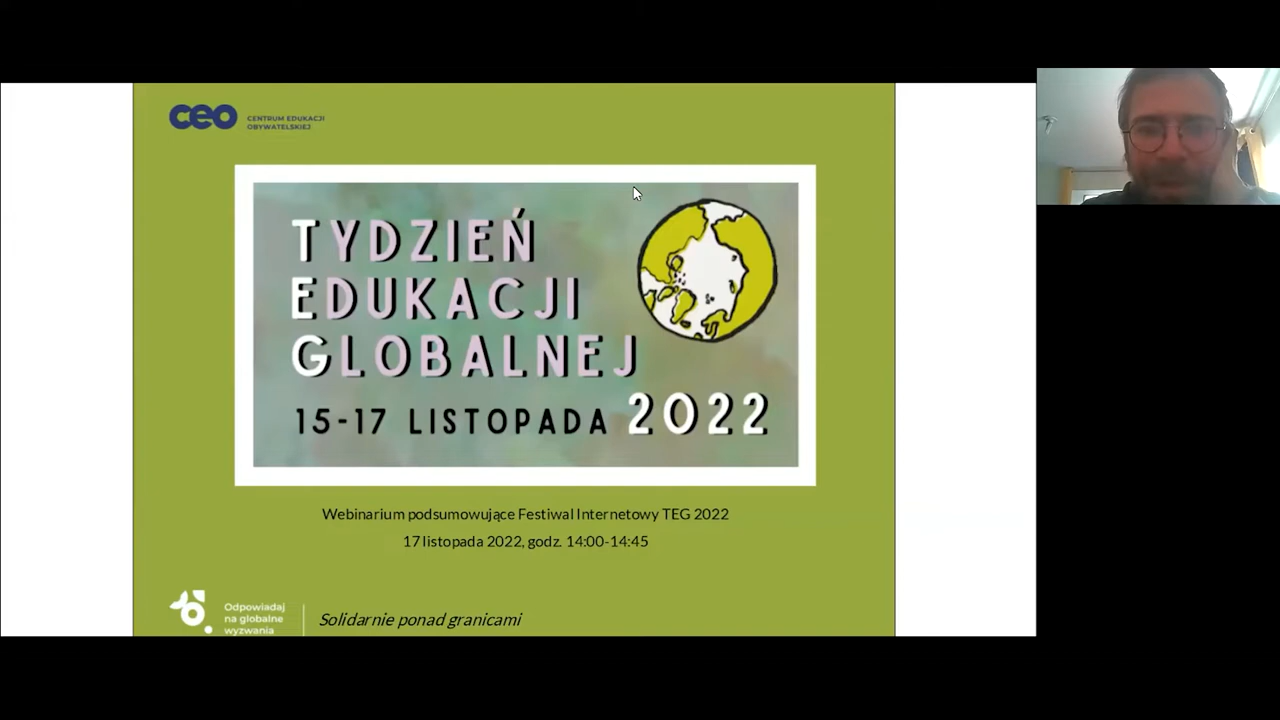 ceo
CENTRUM EDUKACJI
OBYWATELSKIEJ
TYDZIEŃ
EDUKACJI
GLOBALNEJ
15-17 LISTOPADA 2022
Webinarium podsumowujące Festiwal Internetowy TEG 2022
17 listopada 2022, godz. 14:00-14:45
Odpowiadaj
na globalne
wyzwania
Solidarnie ponad granicami